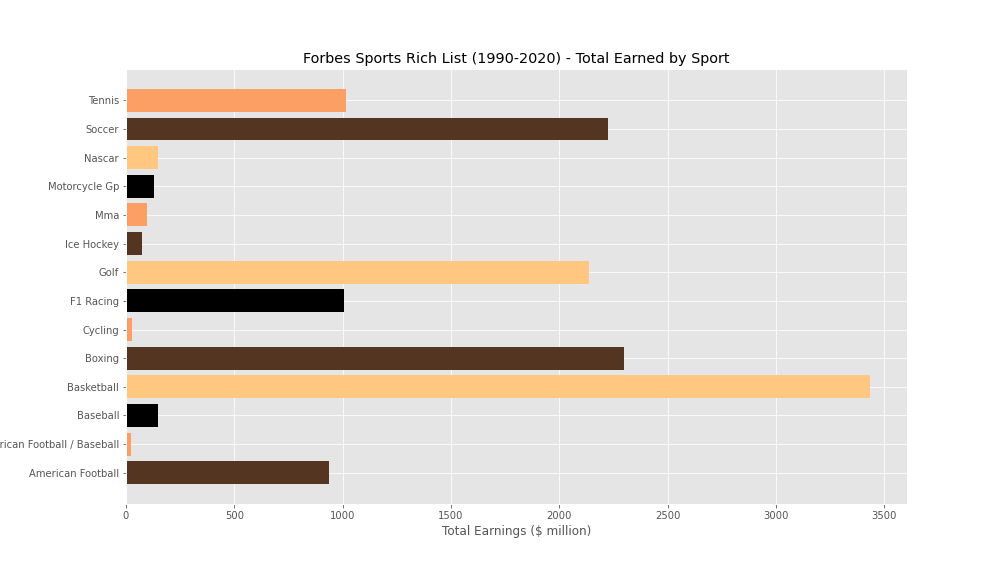 Forbes Sports Rich List (1990-2020) - Total Earned by Sport
Tennis
Soccer
Nascar
Motorcycle Gp
Mma
Ice Hockey
Golf
F1 Racing
Cycling
Boxing
Basketball
Baseball
rican Football / Baseball
American Football
0 500 1000 1500 2000 2500 3000 3500
Total Earnings ($ million)